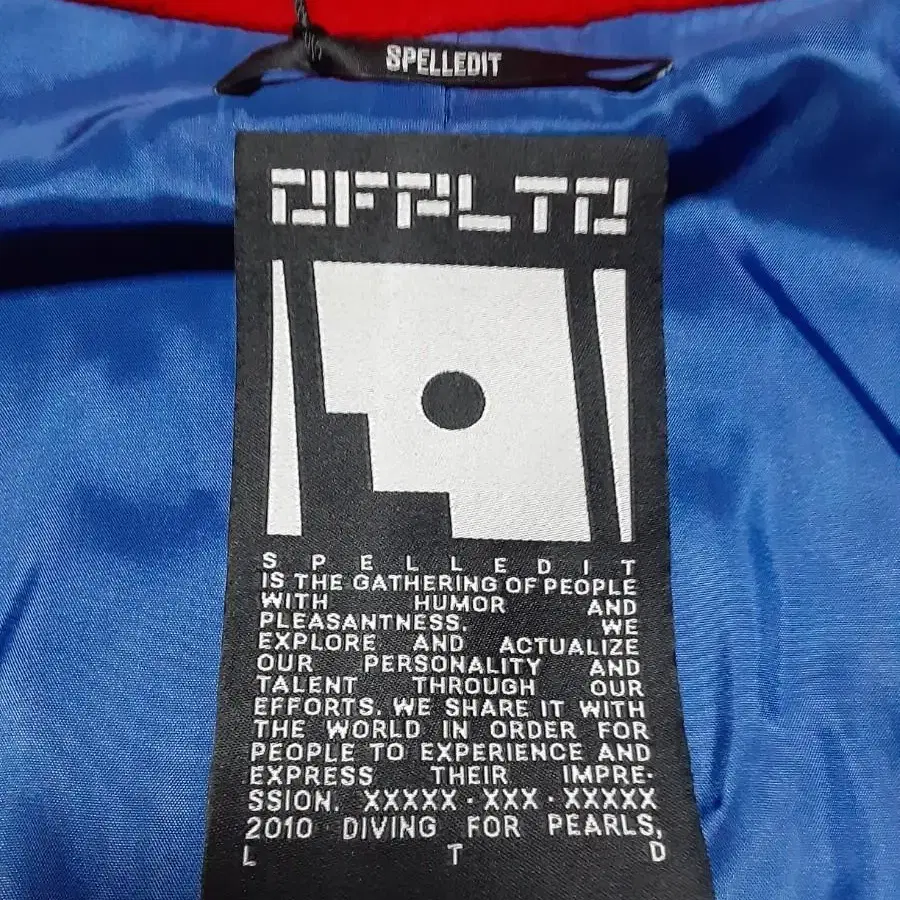 SPELLEDIT
SPELLEDIT
IS THE GATHERING OF PEOPLE
WITH HUMOR AND
PLEASANTNESS. WE
EXPLORE AND ACTUALIZE
OUR PERSONALITY AND
TALENT THROUGH OUR
EFFORTS. WE SHARE IT WITH
THE WORLD IN ORDER FOR
PEOPLE TO EXPERIENCE AND
EXPRESS THEIR IMPRE-
SSION. XXXXX · XXX · XXXXX
2010 DIVING FOR PEARLS,
LTD